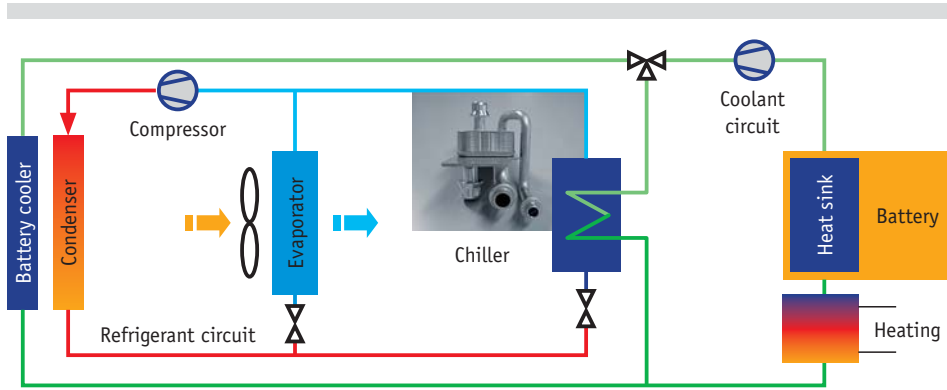 Compressor
Coolant
circuit
Battery cooler
Condenser
Evaporator
Chiller
Heat sink
Battery
Refrigerant circuit
Heating